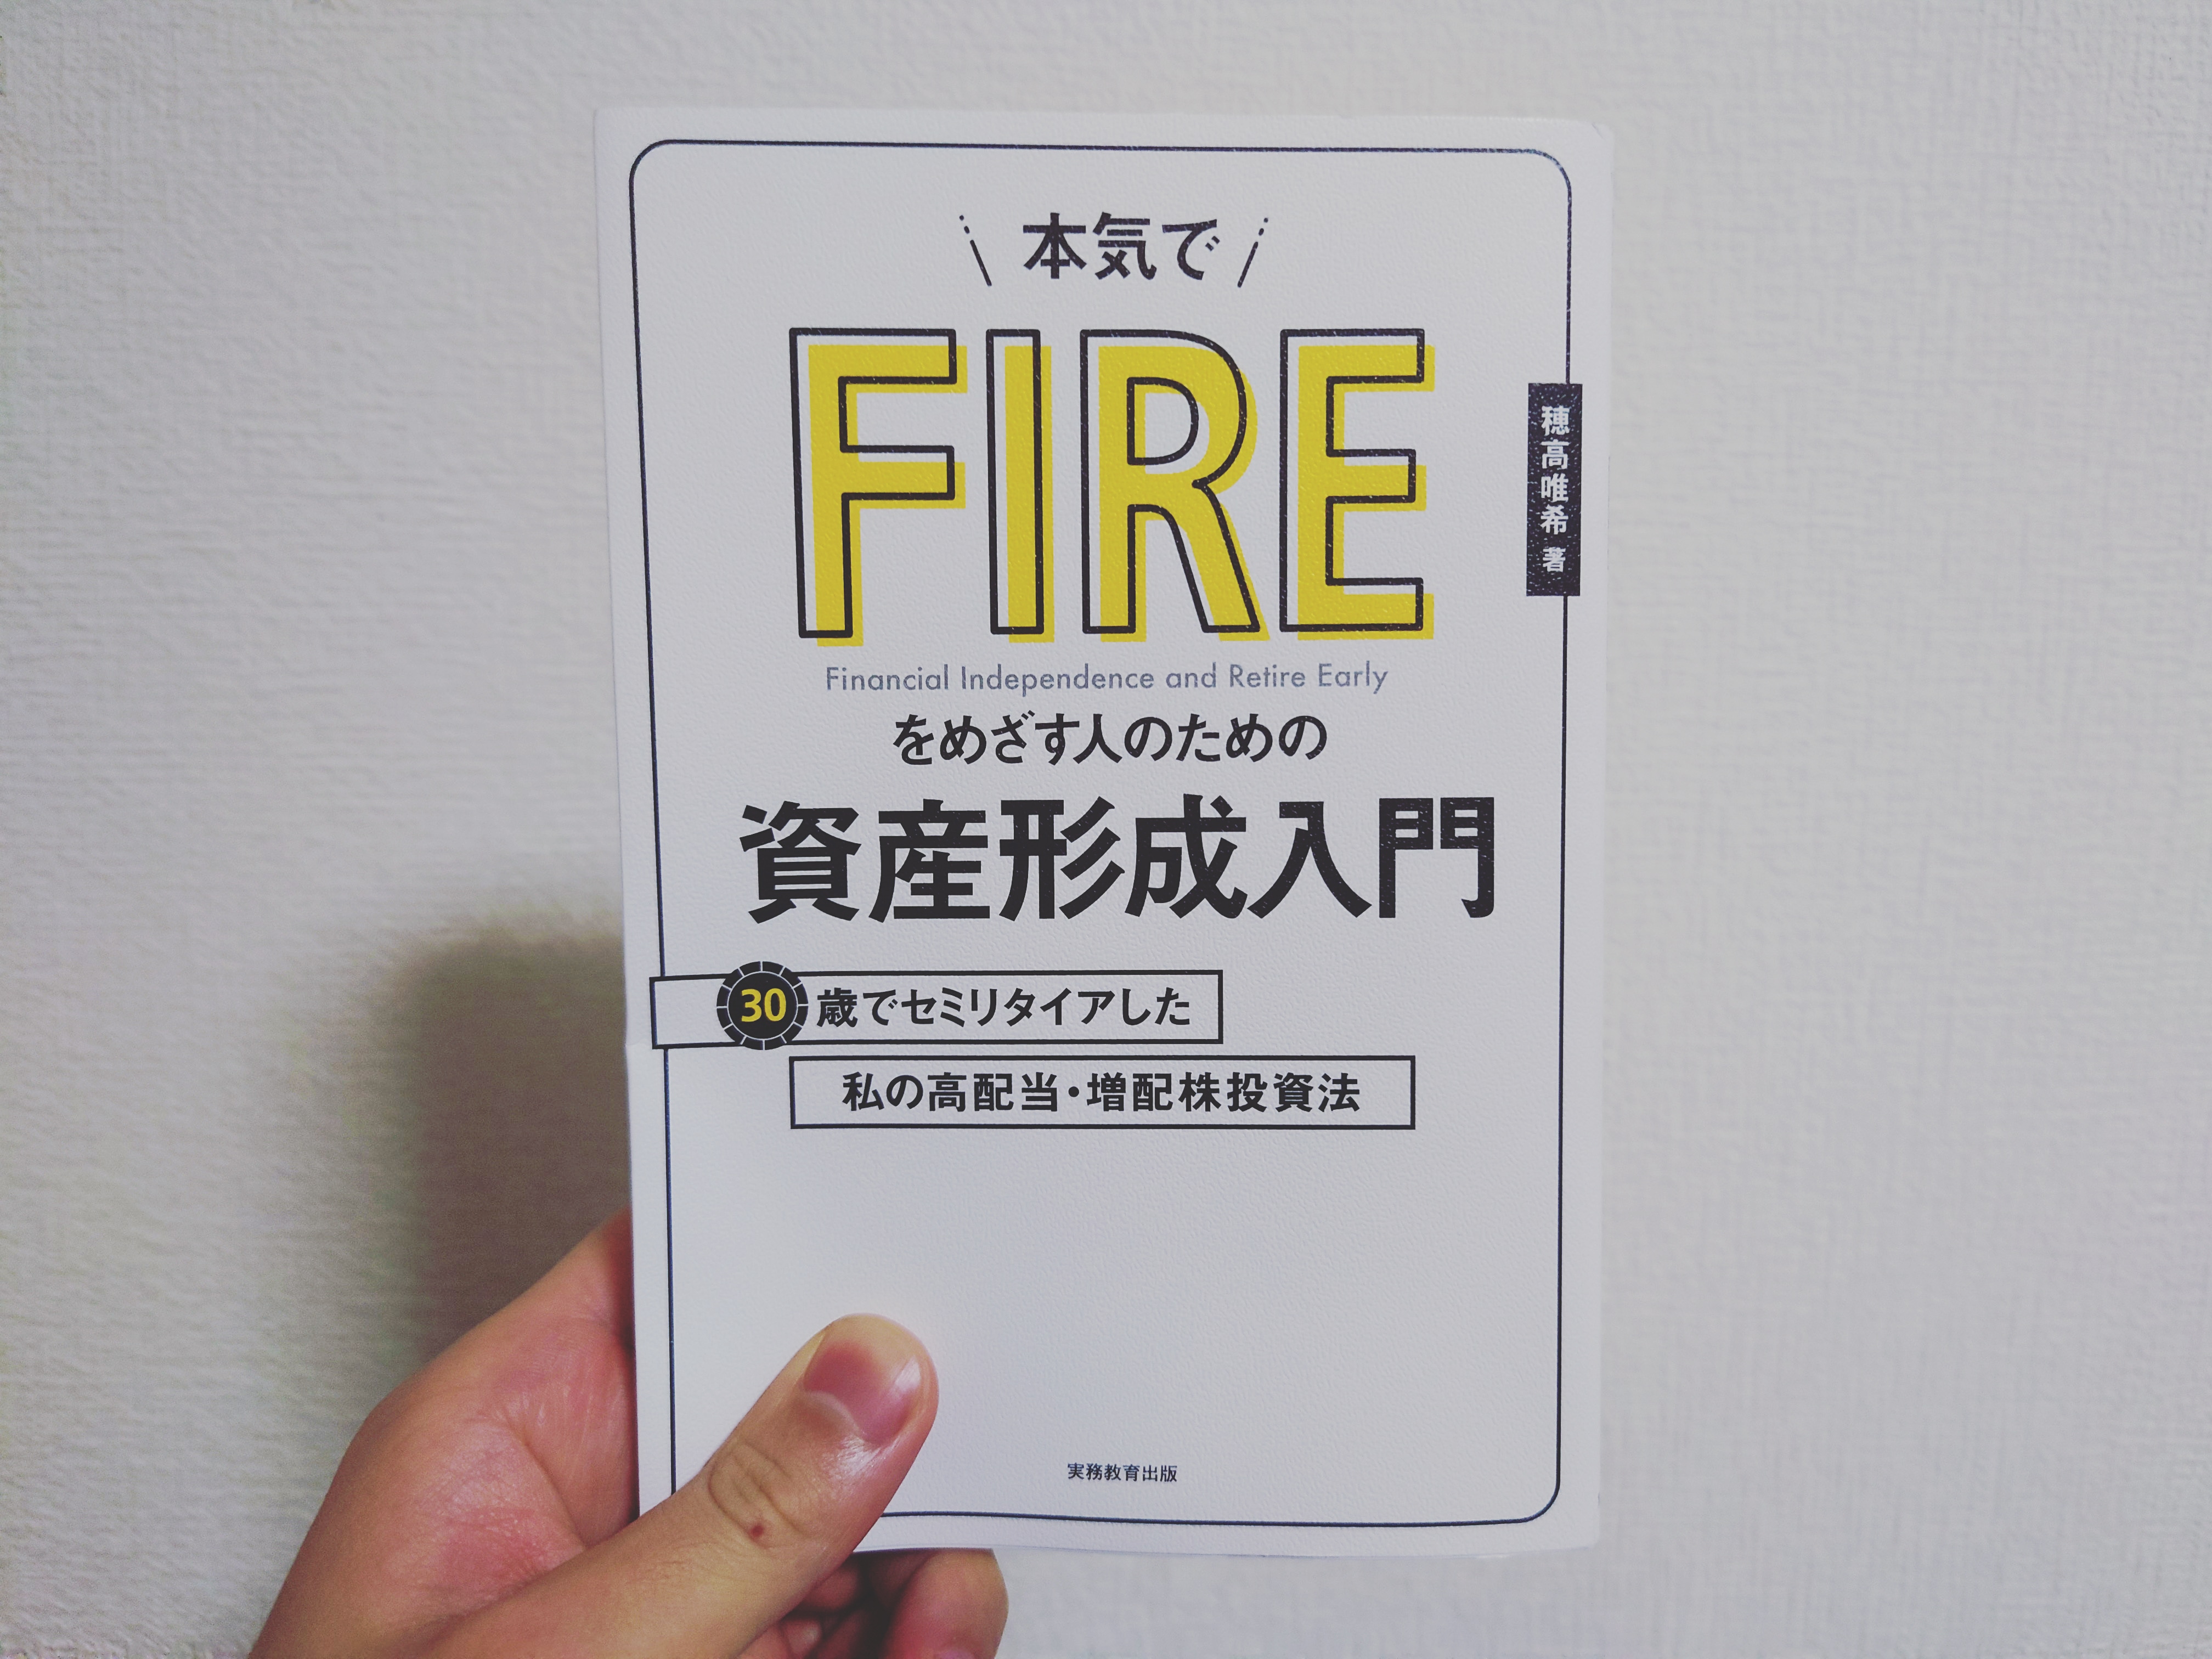 本気で
FIRE
Financial Independence and Retire Early
をめざす人のための
資産形成入門
30歳でセミリタイアした
私の高配当・増配株投資法
穂高唯希 著
実務教育出版